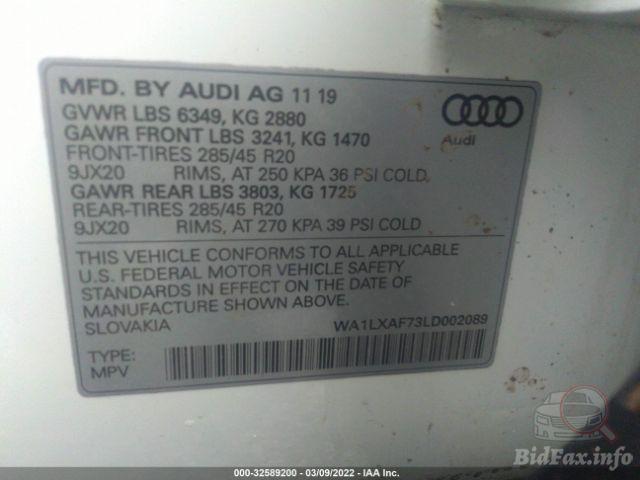 MFD. BY AUDI AG 11 19
GVWR LBS 6349, KG 2880
GAWR FRONT LBS 3241, KG 1470
FRONT-TIRES 285/45 R20
9JX20 RIMS, AT 250 KPA 36 PSI COLD,
GAWR REAR LBS 3803, KG 1725
REAR-TIRES 285/45 R20
9JX20 RIMS, AT 270 KPA 39 PSI COLD
Audi
THIS VEHICLE CONFORMS TO ALL APPLICABLE
U.S. FEDERAL MOTOR VEHICLE SAFETY
STANDARDS IN EFFECT ON THE DATE OF
MANUFACTURE SHOWN ABOVE.
SLOVAKIA WA1LXAF73LD002089
TYPE:
MPV
BidFax.info
000-32589200 - 03/09/2022 - IAA Inc.